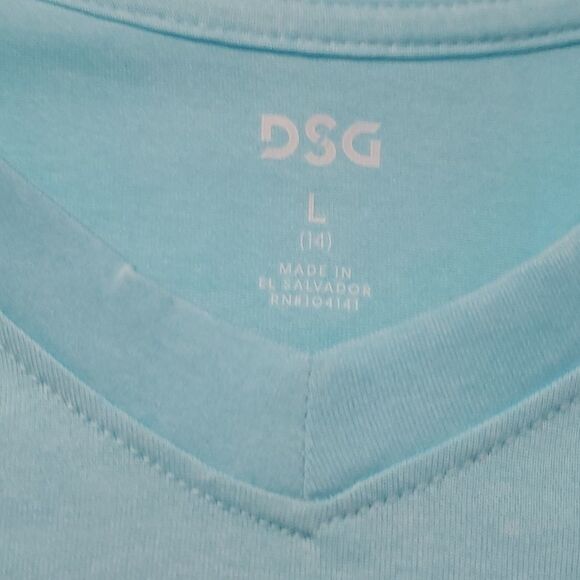 DSG
L
(14)
MADE IN
EL SALVADOR
RN#104141